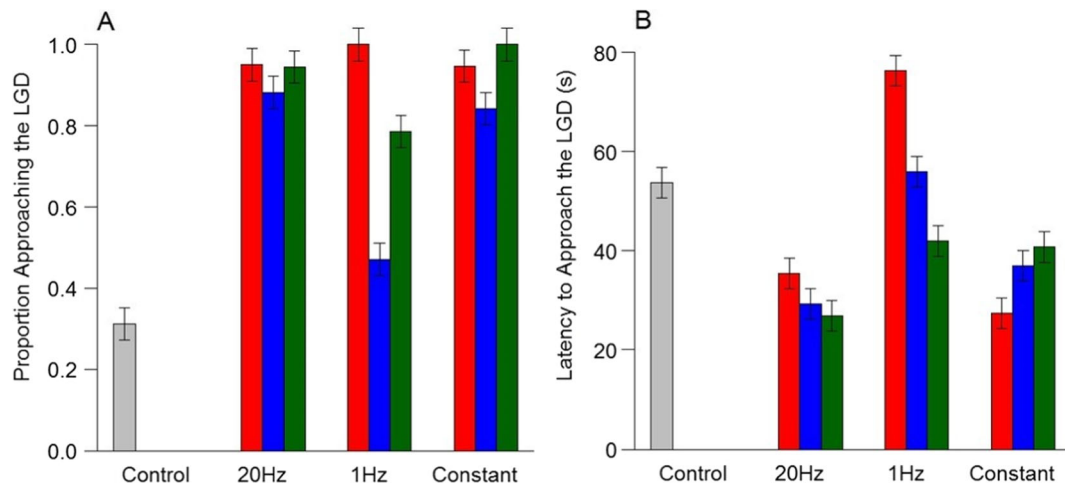 A
Proportion Approaching the LGD
1.0
0.8
0.6
0.4
0.2
0.0
Control 20Hz 1Hz Constant
B
Latency to Approach the LGD (s)
80
60
40
20
0
Control 20Hz 1Hz Constant